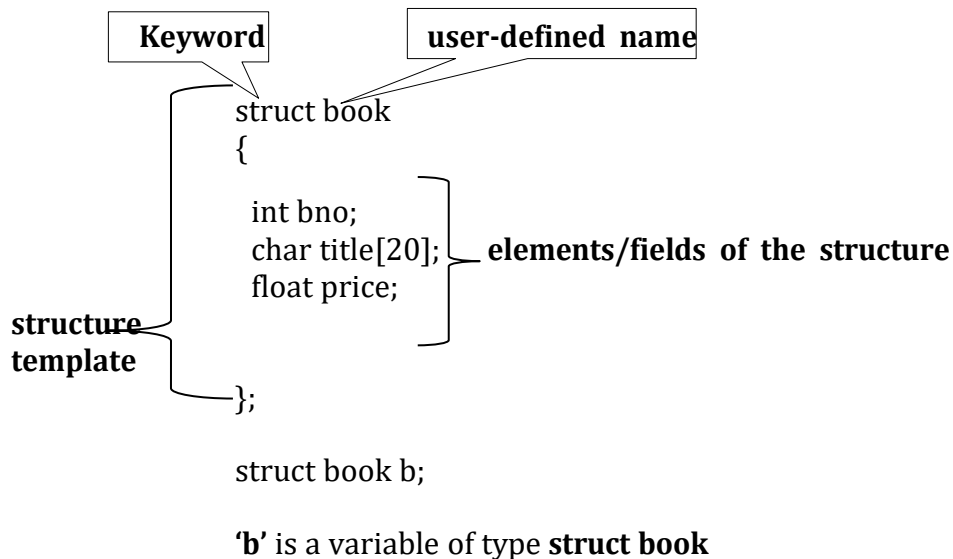 Keyword
user-defined name
struct book
{
int bno;
char title[20];
elements/fields of the structure
float price;
structure
template
};
struct book b;
‘b’ is a variable of type struct book